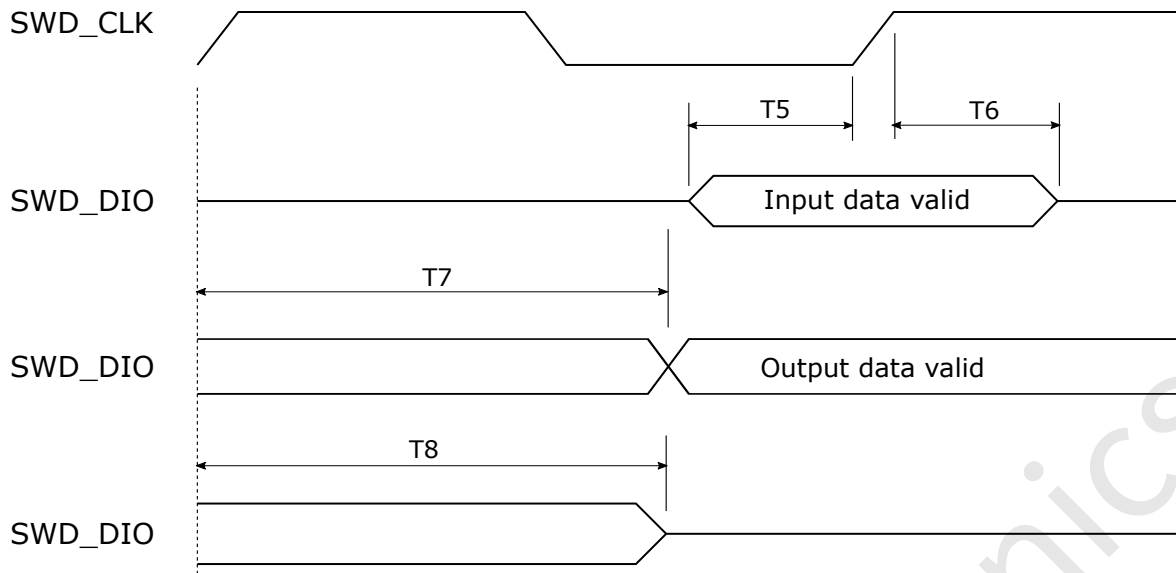 SWD_CLK
T5
T6
SWD_DIO
Input data valid
T7
SWD_DIO
Output data valid
T8
SWD_DIO